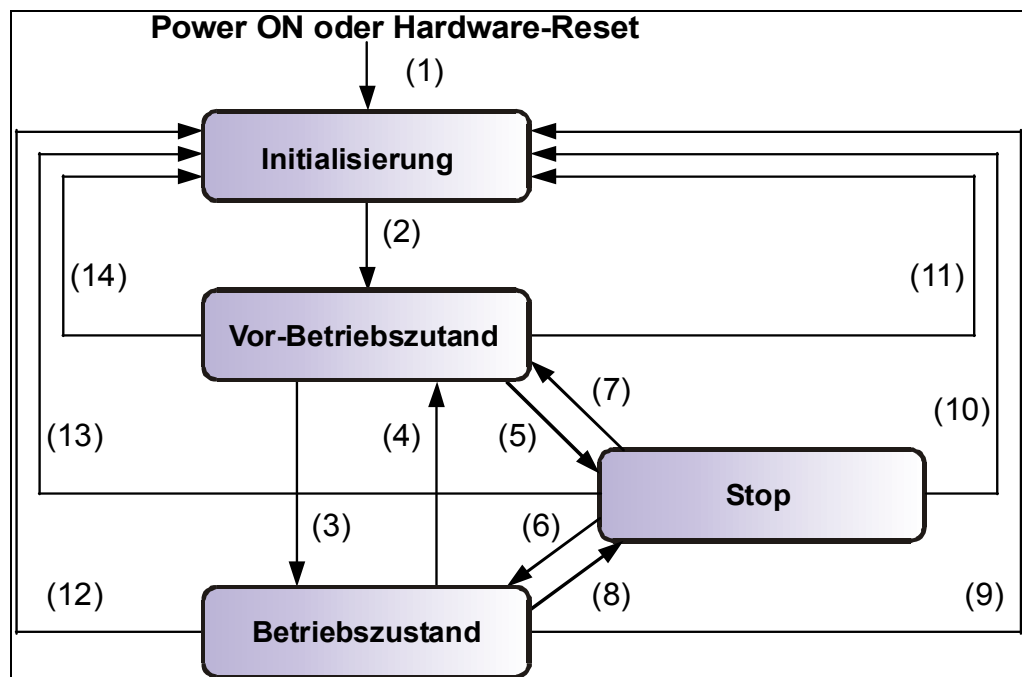 Power ON oder Hardware-Reset
(1)
Initialisierung
(2)
(14)
(11)
Vor-Betriebszutand
(7)
(10)
(13)
(4)
(5)
Stop
(3)
(6)
(12)
(8)
(9)
Betriebszustand